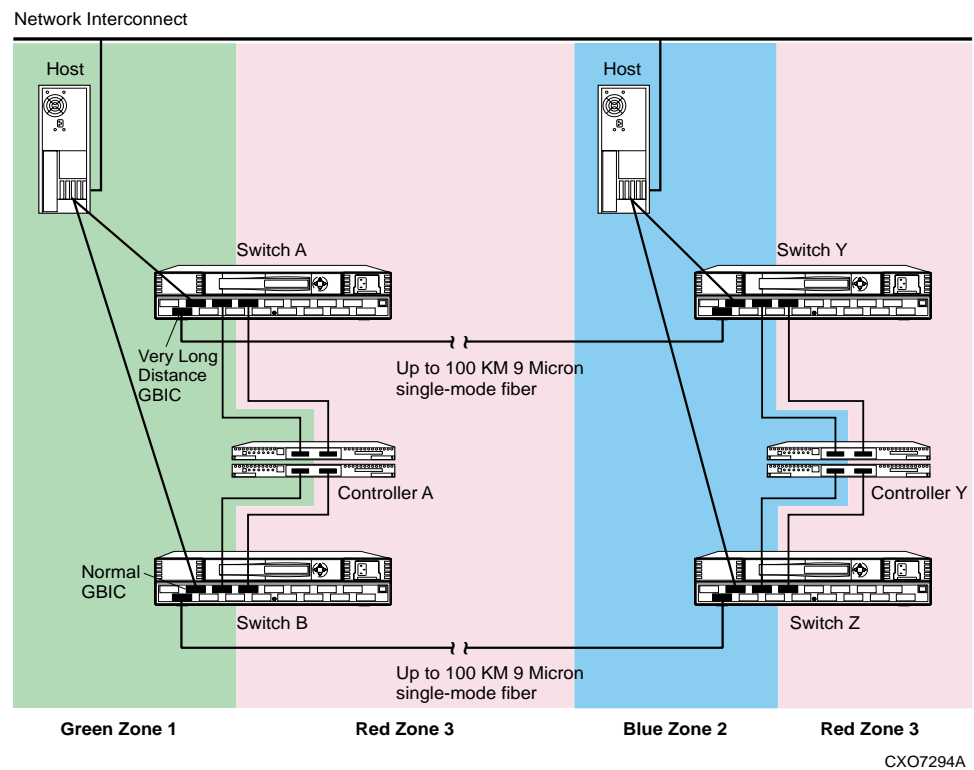 Network Interconnect
Host
Host
Switch A
Switch Y
Very Long
Distance
GBIC
Up to 100 KM 9 Micron
single-mode fiber
Controller A
Controller Y
Normal
GBIC
Switch B
Switch Z
Up to 100 KM 9 Micron
single-mode fiber
Green Zone 1
Red Zone 3
Blue Zone 2
Red Zone 3
CXO7294A